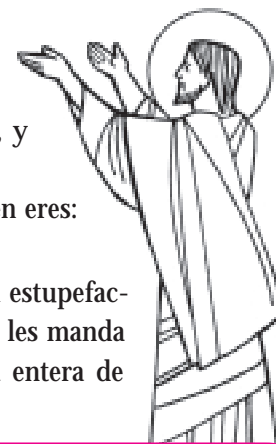 y
n eres:
estupefac-
les manda
entera de